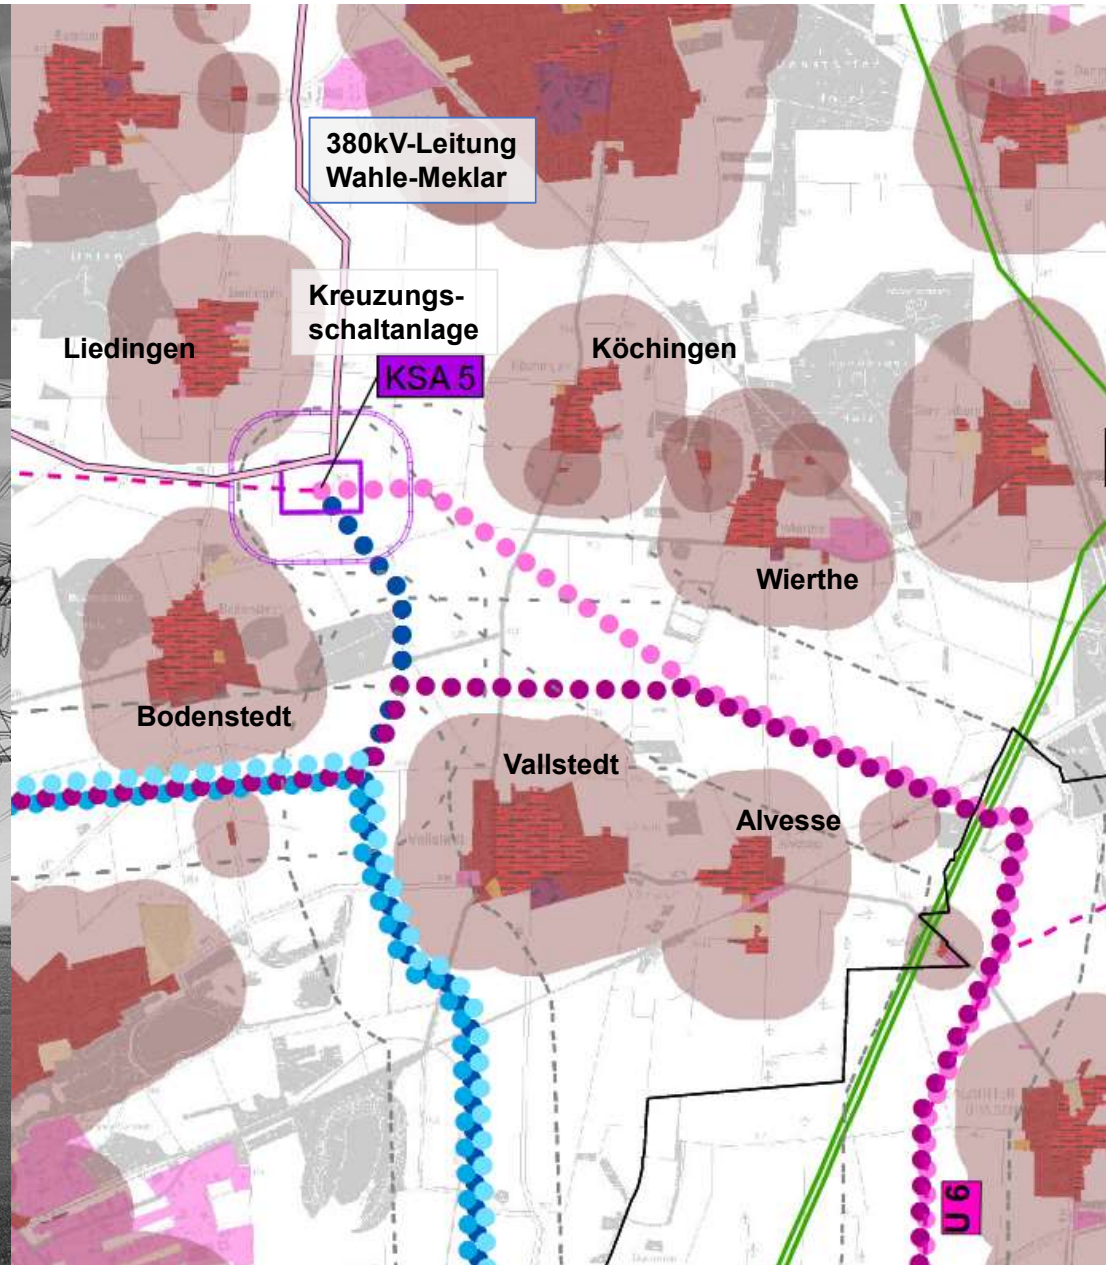 380kV-Leitung
Wahle-Meklar
Kreuzungs-
schaltanlage
Liedingen
Köchingen
KSA 5
Wierthe
Bodenstedt
Vallstedt
Alvesse
U 6